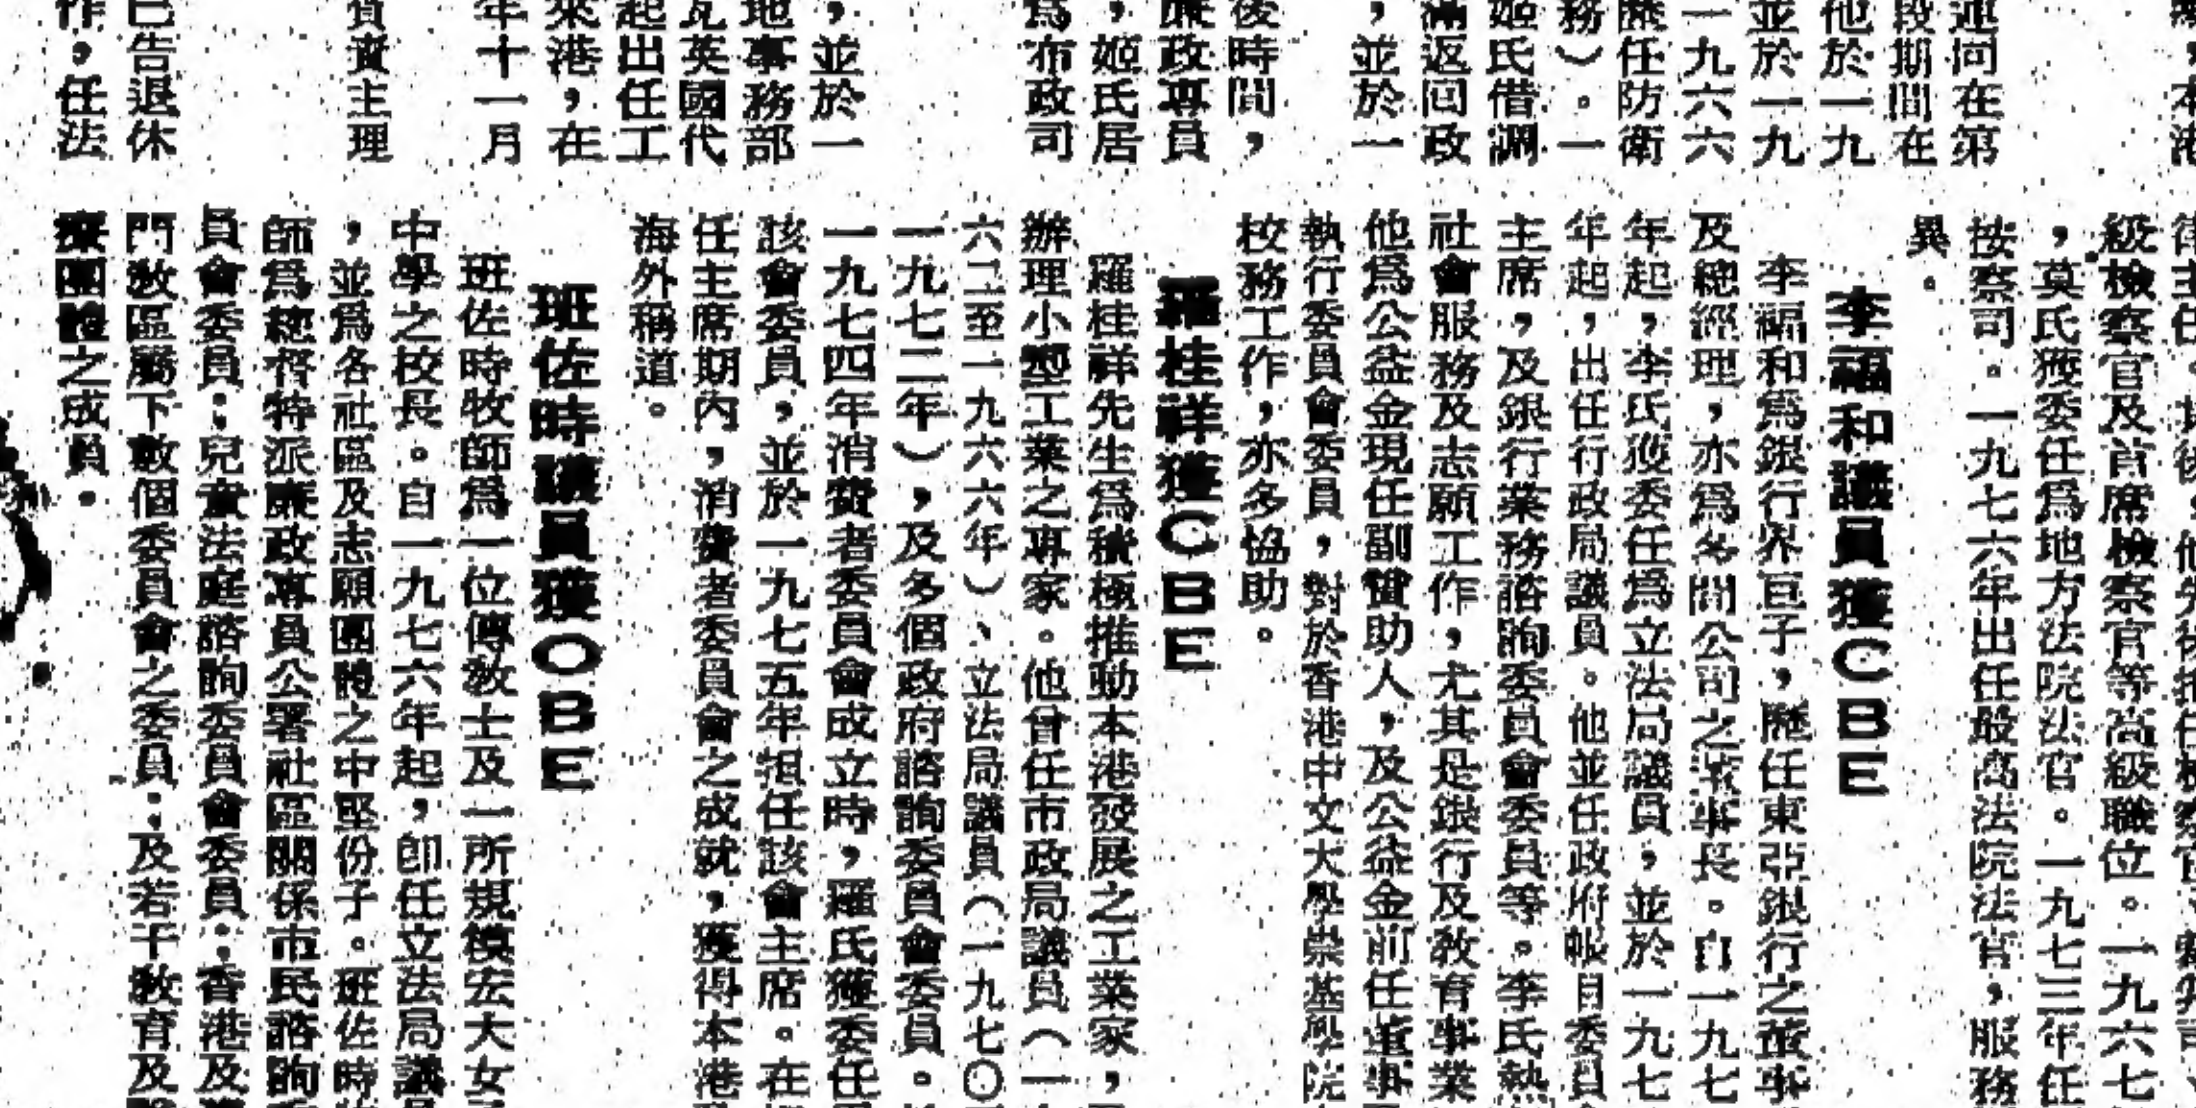 連同在第
段期間在
他於一九
並於一九
一九六六
歷任防衛
務）。一
姬氏借調
滿返回政
，並於一
後時間，
廉政專員
，姬氏居
爲布政司
，並於一
地事務部
瓦英國代
起出任工
來港，在
年十一月
負責主理
已告退休
作，任法
級檢察官及首席檢察官等高級職位。一九六七
，莫氏獲委任爲地方法院法官。一九七三年任
按察司。一九七六年出任最高法院法官，服務
異。
李福和議員獲CBE
李福和爲銀行界巨子，歷任東亞銀行之董事
及總經理，亦爲多間公司之董事長。自一九七
年起，李氏獲委任爲立法局議員，並於一九七
年起，出任行政局議員。他並任政府帳目委員
主席，及銀行業務諮詢委員會委員等。李氏熱
社會服務及志願工作，尤其是銀行及教育事業
他爲公益金現任副贊助人，及公益金前任董事
執行委員會委員，對於香港中文大學崇基學院
校務工作，亦多協助。
羅桂祥獲CBE
羅桂祥先生爲積極推動本港發展之工業家，
辦理小型工業之專家。他曾任市政局議員（一
六二至一九六六年）、立法局議員（一九七〇
一九七二年），及多個政府諮詢委員會委員。
一九七四年消費者委員會成立時，羅氏獲委任
該會委員，並於一九七五年担任該會主席。在
任主席期內，消費者委員會之成就，獲得本港
海外稱道。
班佐時議員獲OBE
班佐時牧師爲一位傳教士及一所規模宏大女
中學之校長。自一九七六年起，卽任立法局議
，並爲各社區及志願團體之中堅份子。班佐時
師爲總督特派廉政專員公署社區關係市民諮詢
員會委員；兒童法庭諮詢委員會委員；香港及
門教區屬下數個委員會之委員；及若干教育及
團體之成員。